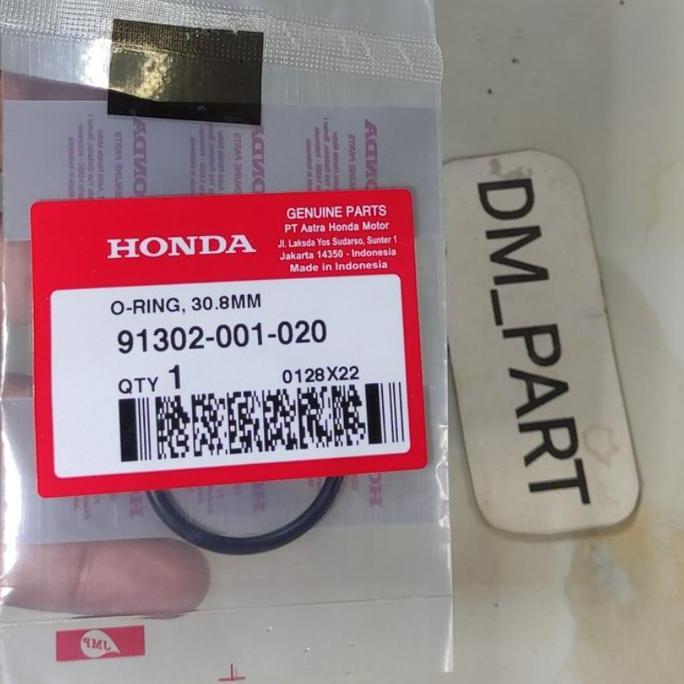 HONDA
GENUINE PARTS
PT Astra Honda Motor
Jl. Laksda Yos Sudarso, Sunter 1
Jakarta 14350 - Indonesia
Made in Indonesia
O-RING, 30.8MM
91302-001-020
QTY 1
0128X22
DM_PART
JMP